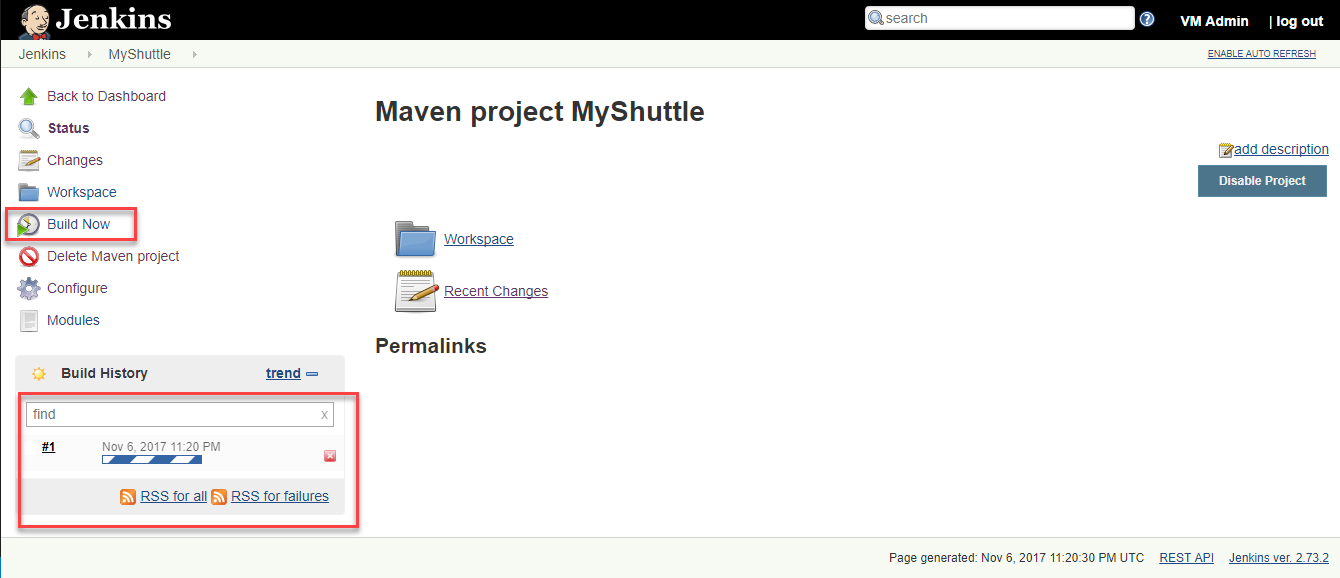 Jenkins
search
VM Admin | log out
Jenkins MyShuttle
ENABLE AUTO REFRESH
Back to Dashboard
Status
Changes
Workspace
Build Now
Delete Maven project
Configure
Modules
Build History trend
find x
#1 Nov 6, 2017 11:20 PM
RSS for all RSS for failures
Maven project MyShuttle
add description
Disable Project
Workspace
Recent Changes
Permalinks
Page generated: Nov 6, 2017 11:20:30 PM UTC REST API Jenkins ver. 2.73.2